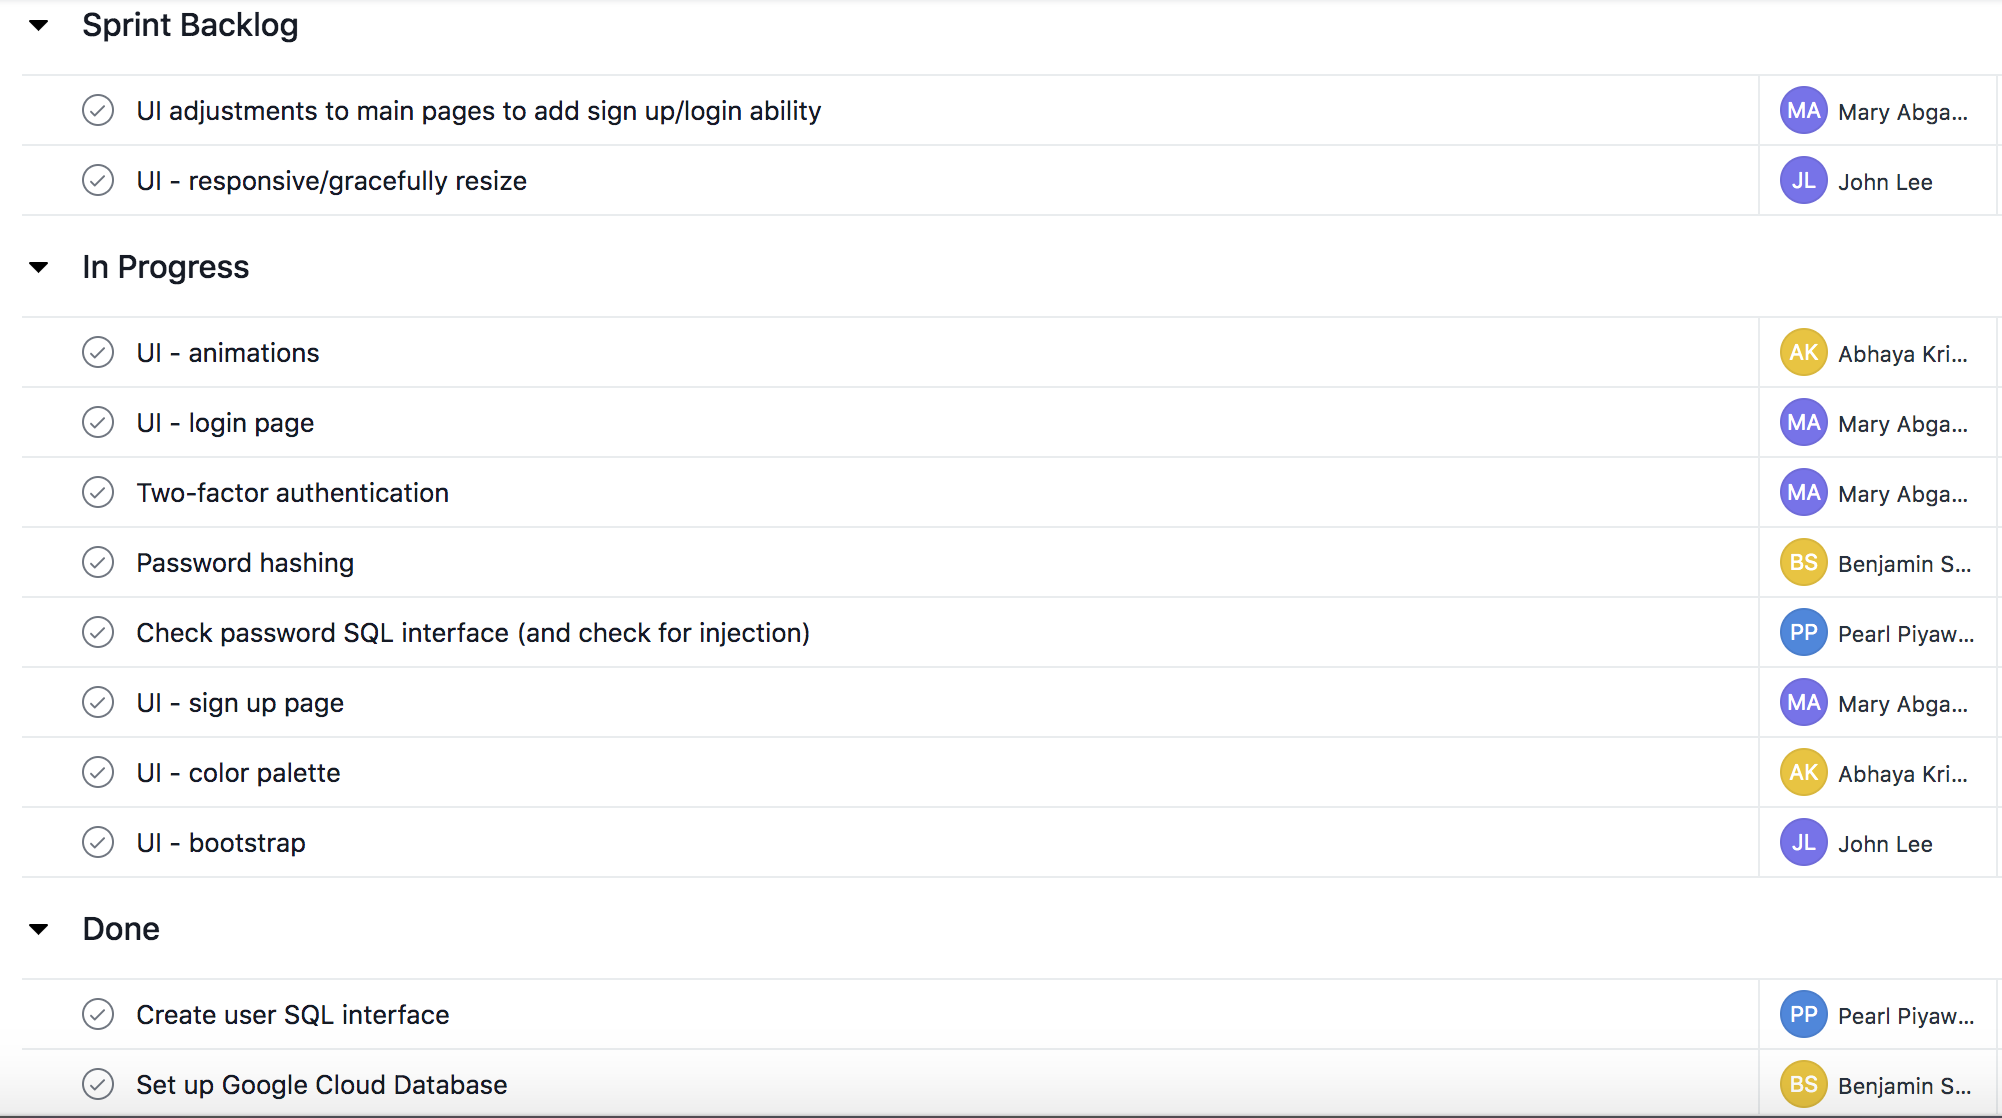 Sprint Backlog
UI adjustments to main pages to add sign up/login ability MA Mary Abga...
UI - responsive/gracefully resize JL John Lee
In Progress
UI - animations AK Abhaya Kri...
UI - login page MA Mary Abga...
Two-factor authentication MA Mary Abga...
Password hashing BS Benjamin S...
Check password SQL interface (and check for injection) PP Pearl Piyaw...
UI - sign up page MA Mary Abga...
UI - color palette AK Abhaya Kri...
UI - bootstrap JL John Lee
Done
Create user SQL interface PP Pearl Piyaw...
Set up Google Cloud Database BS Benjamin S...